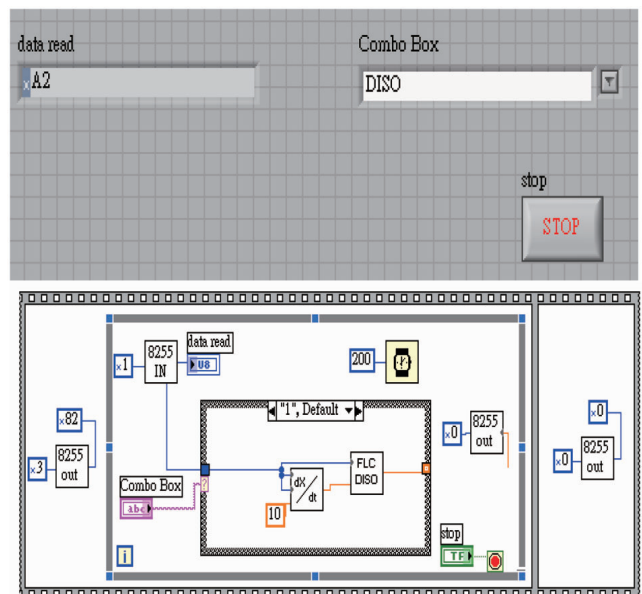 data read
Combo Box
x A2
DISO
stop
STOP
8255
IN
data read
x1
U8
200
"1", Default
x82
x3
8255
out
Combo Box
abc
?
dX/dt
10
FLC
DISO
x0
8255
out
stop
TF
i
x0
x0
8255
out